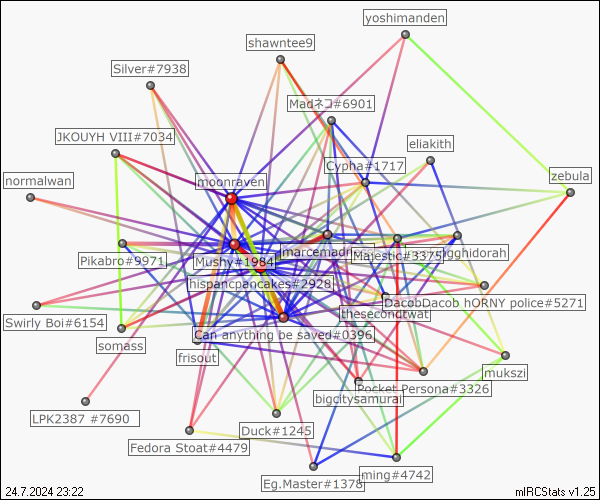 yoshimanden
shawntee9
Silver#7938
Madネコ#6901
JKOUYH VIII#7034
eliakith
Cypha#1717
moonraven
zebula
normalwan
Pikabro#9971
Mushy#1984
Majestic#3375
hispancpancakes#2928
DacobDacob hORNY police#5271
Swirly Boi#6154
somass
Can anything be saved#0396
frisout
mukszi
Pocket Persona#3326
bigcitysamurai
LPK2387 #7690
Duck#1245
Fedora Stoat#4479
Eg.Master#1378
ming#4742
24.7.2024 23:22
mIRCStats v1.25